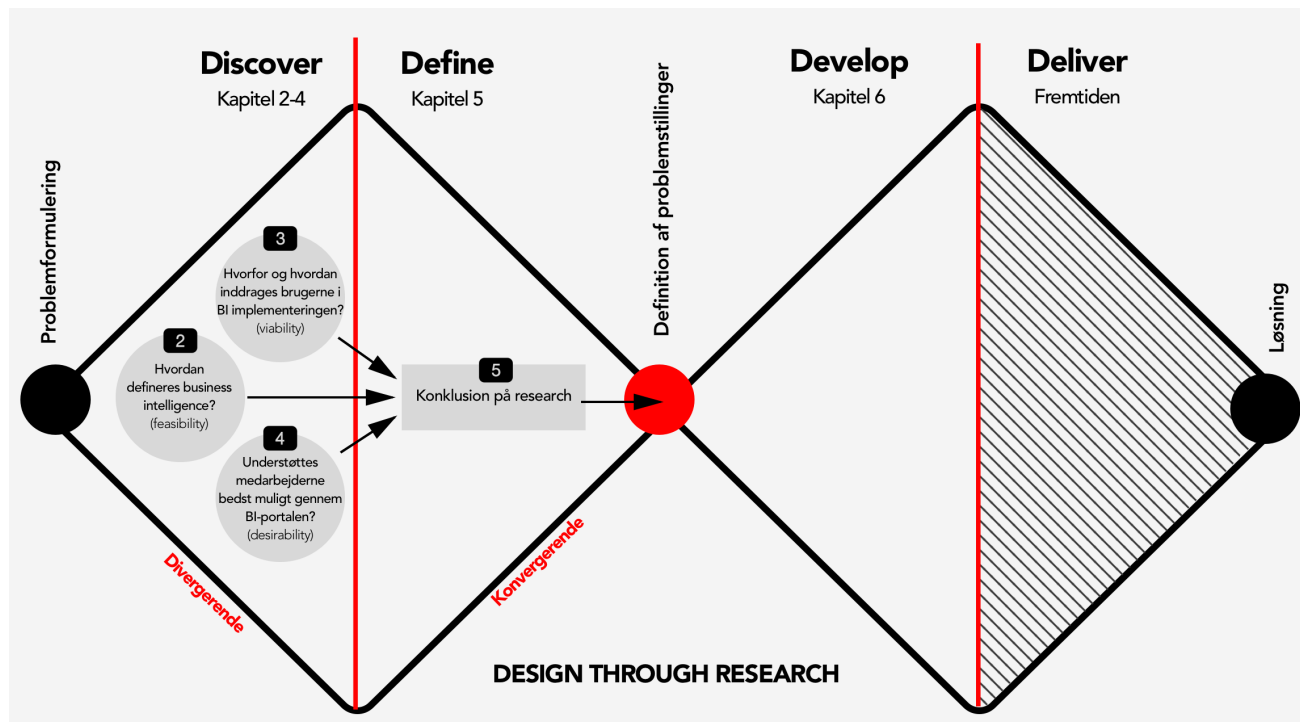 Discover
Kapitel 2-4
Define
Kapitel 5
Develop
Kapitel 6
Deliver
Fremtiden
Problemformulering
3
Hvorfor og hvordan
inddrages brugerne i
BI implementeringen?
(viability)
2
Hvordan
defineres business
intelligence?
(feasibility)
4
Understøttes
medarbejderne
bedst muligt gennem
BI-portalen?
(desirability)
5
Konklusion på research
Definition af problemstillinger
Løsning
Divergerende
Konvergerende
DESIGN THROUGH RESEARCH